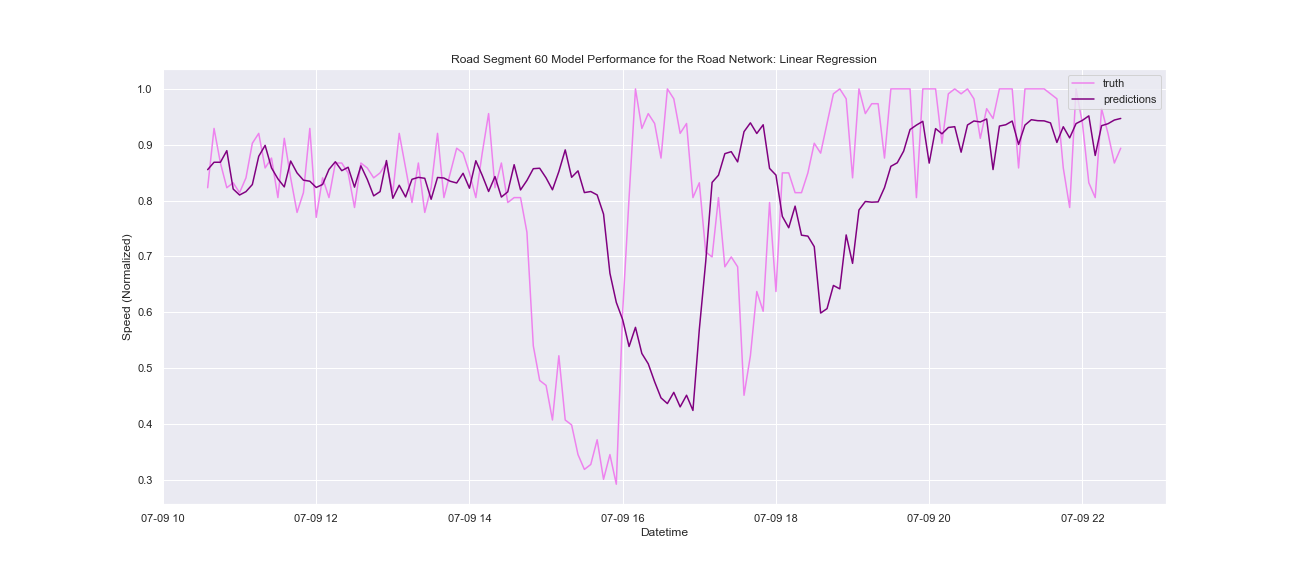 Road Segment 60 Model Performance for the Road Network: Linear Regression
truth
predictions
1.0
0.9
0.8
0.7
0.6
0.5
0.4
0.3
Speed (Normalized)
07-09 10 07-09 12 07-09 14 07-09 16 07-09 18 07-09 20 07-09 22
Datetime